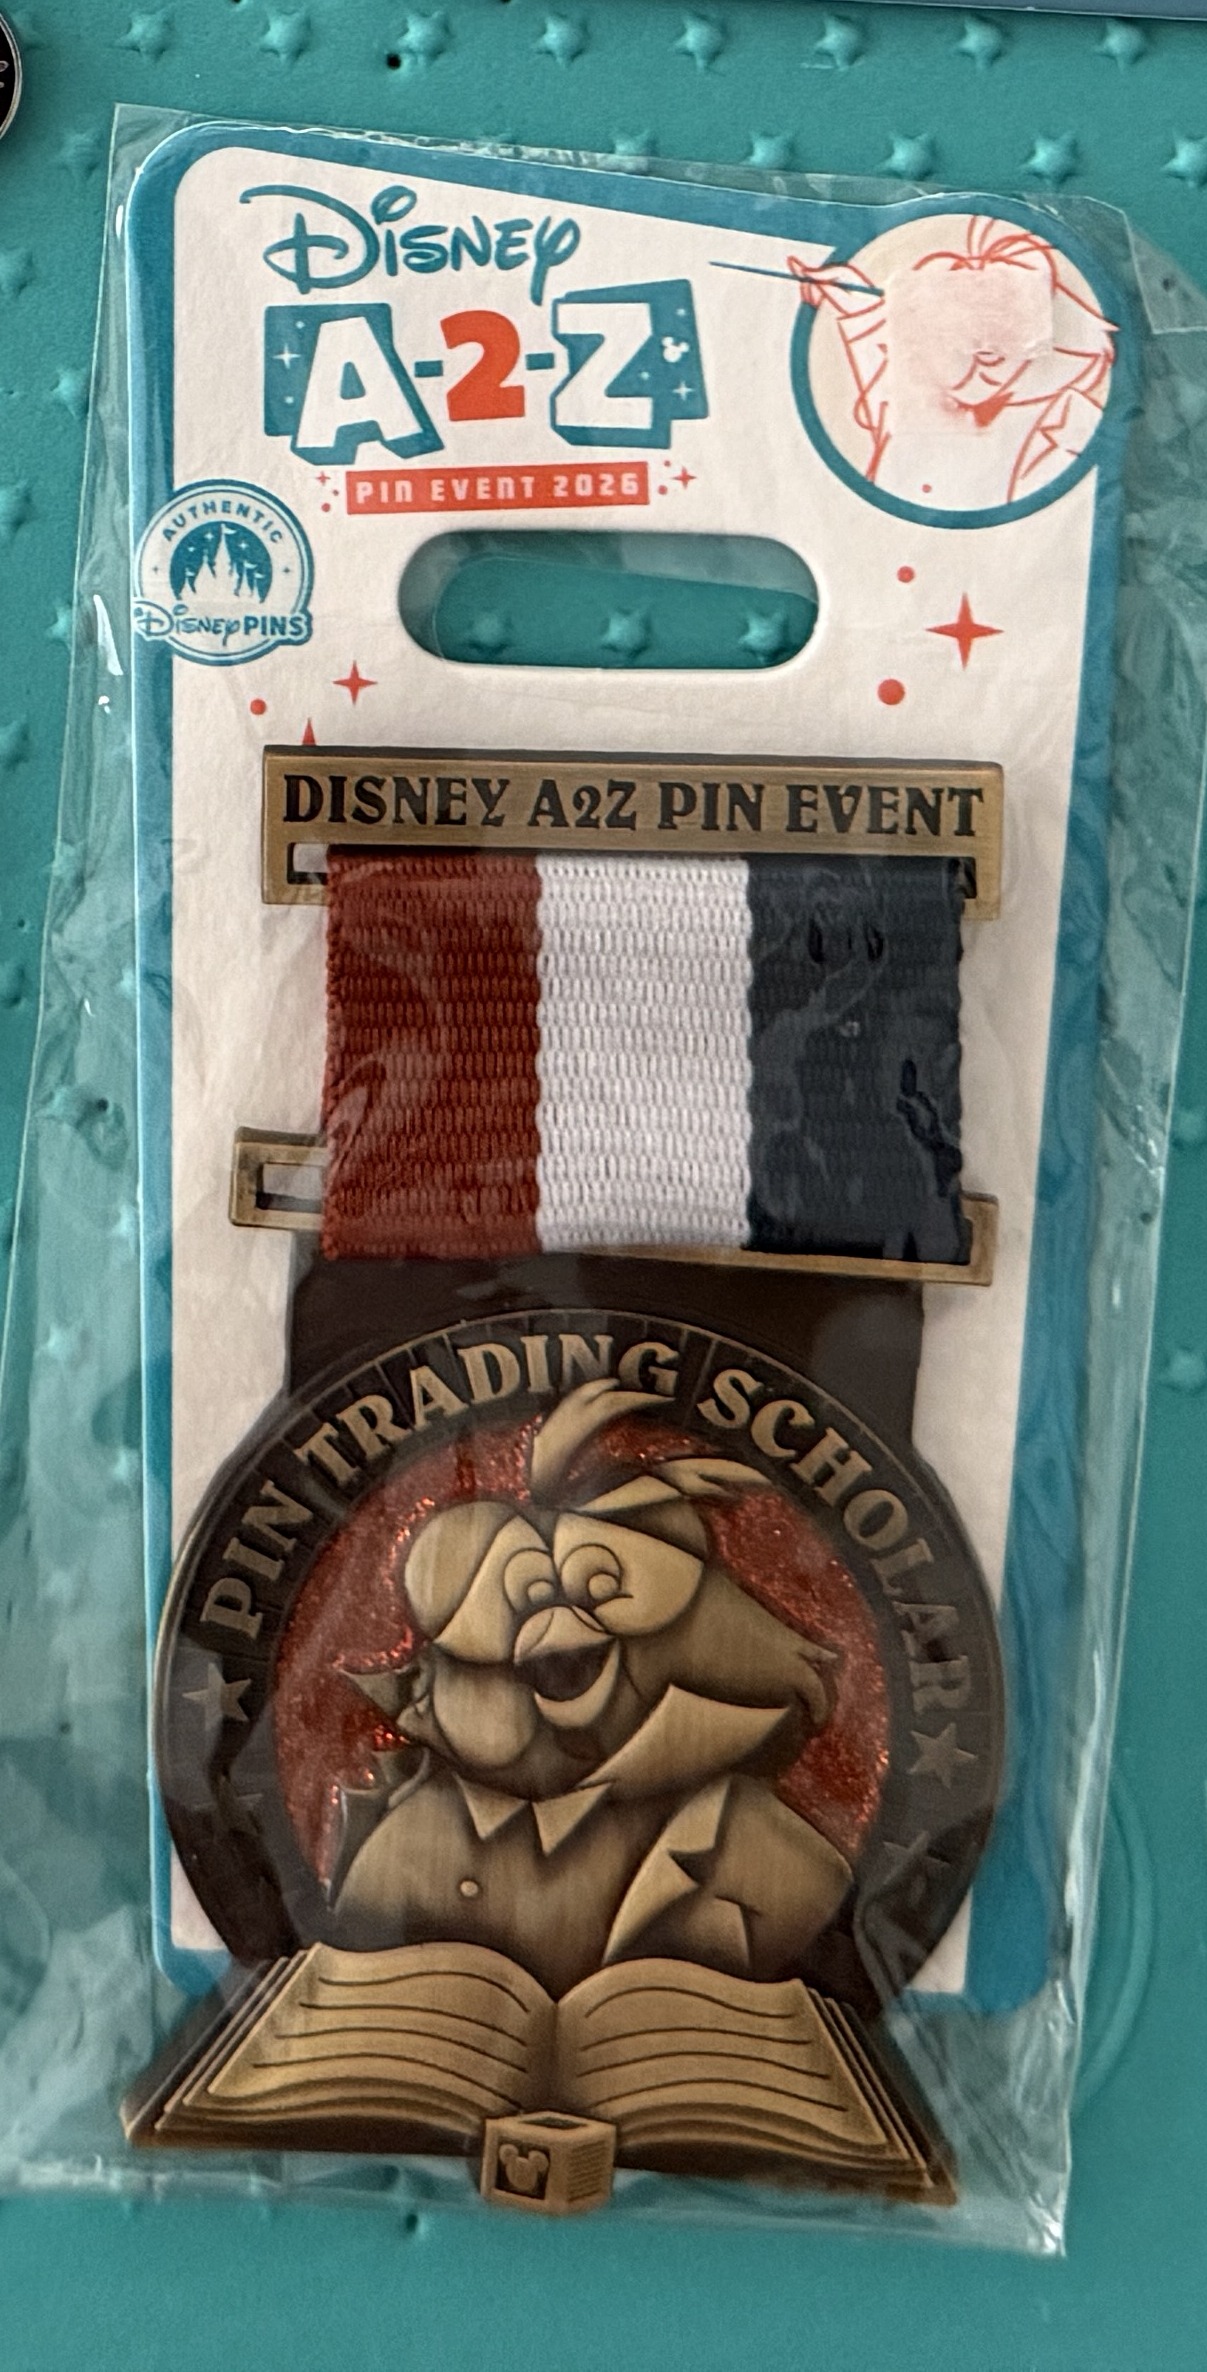 Disney
A-2-Z
PIN EVENT 2026
AUTHENTIC
Disney PINS
DISNEY A2Z PIN EVENT
PIN TRADING SCHOLAR